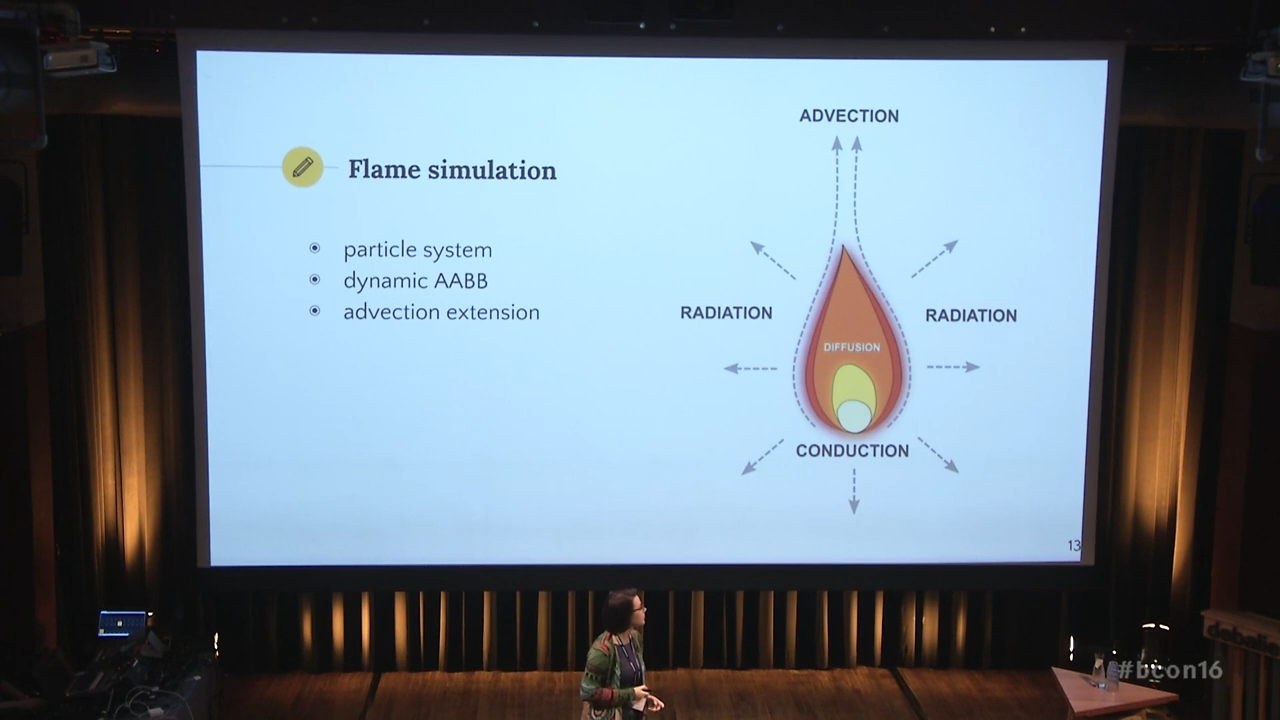 Flame simulation
particle system
dynamic AABB
advection extension
ADVECTION
RADIATION
RADIATION
DIFFUSION
CONDUCTION
13
#bcon16